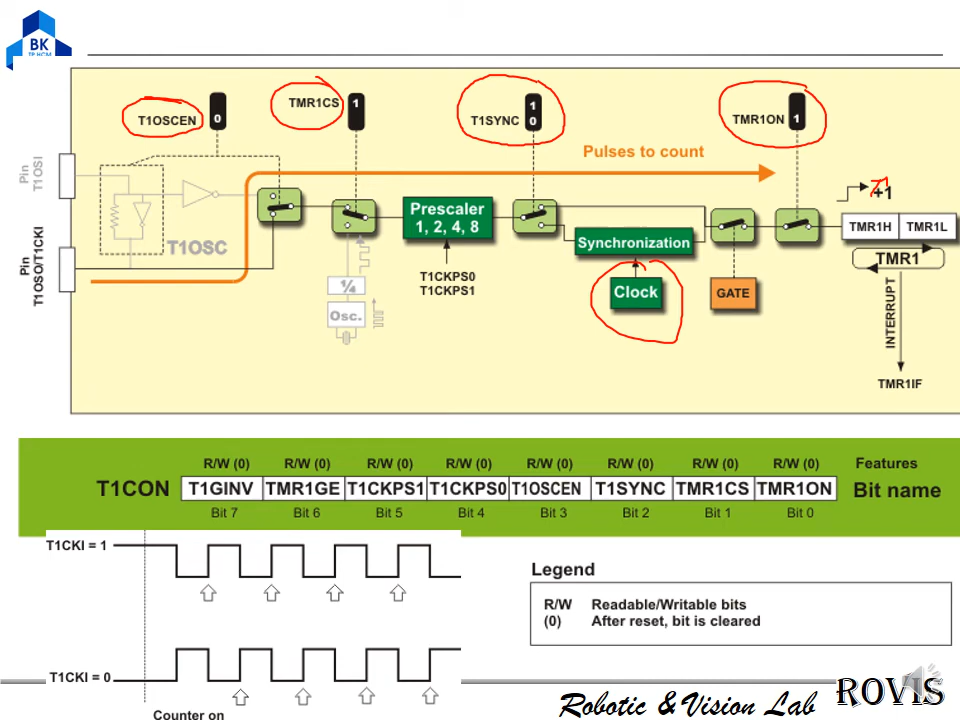 BK
TP.HCM
T1OSCEN
0
TMR1CS
1
T1SYNC
1
0
TMR1ON
1
Pulses to count
Pin
T1OSI
T1OSC
Pin
T1OSO/T1CKI
Prescaler
1, 2, 4, 8
T1CKPS0
T1CKPS1
¼
Osc.
Synchronization
Clock
GATE
+1
TMR1H TMR1L
TMR1
INTERRUPT
TMR1IF
R/W (0) R/W (0) R/W (0) R/W (0) R/W (0) R/W (0) R/W (0) R/W (0) Features
T1CON T1GINV TMR1GE T1CKPS1 T1CKPS0 T1OSCEN T1SYNC TMR1CS TMR1ON Bit name
Bit 7 Bit 6 Bit 5 Bit 4 Bit 3 Bit 2 Bit 1 Bit 0
T1CKI = 1
T1CKI = 0
Counter on
Legend
R/W Readable/Writable bits
(0) After reset, bit is cleared
Robotic & Vision Lab
ROVIS